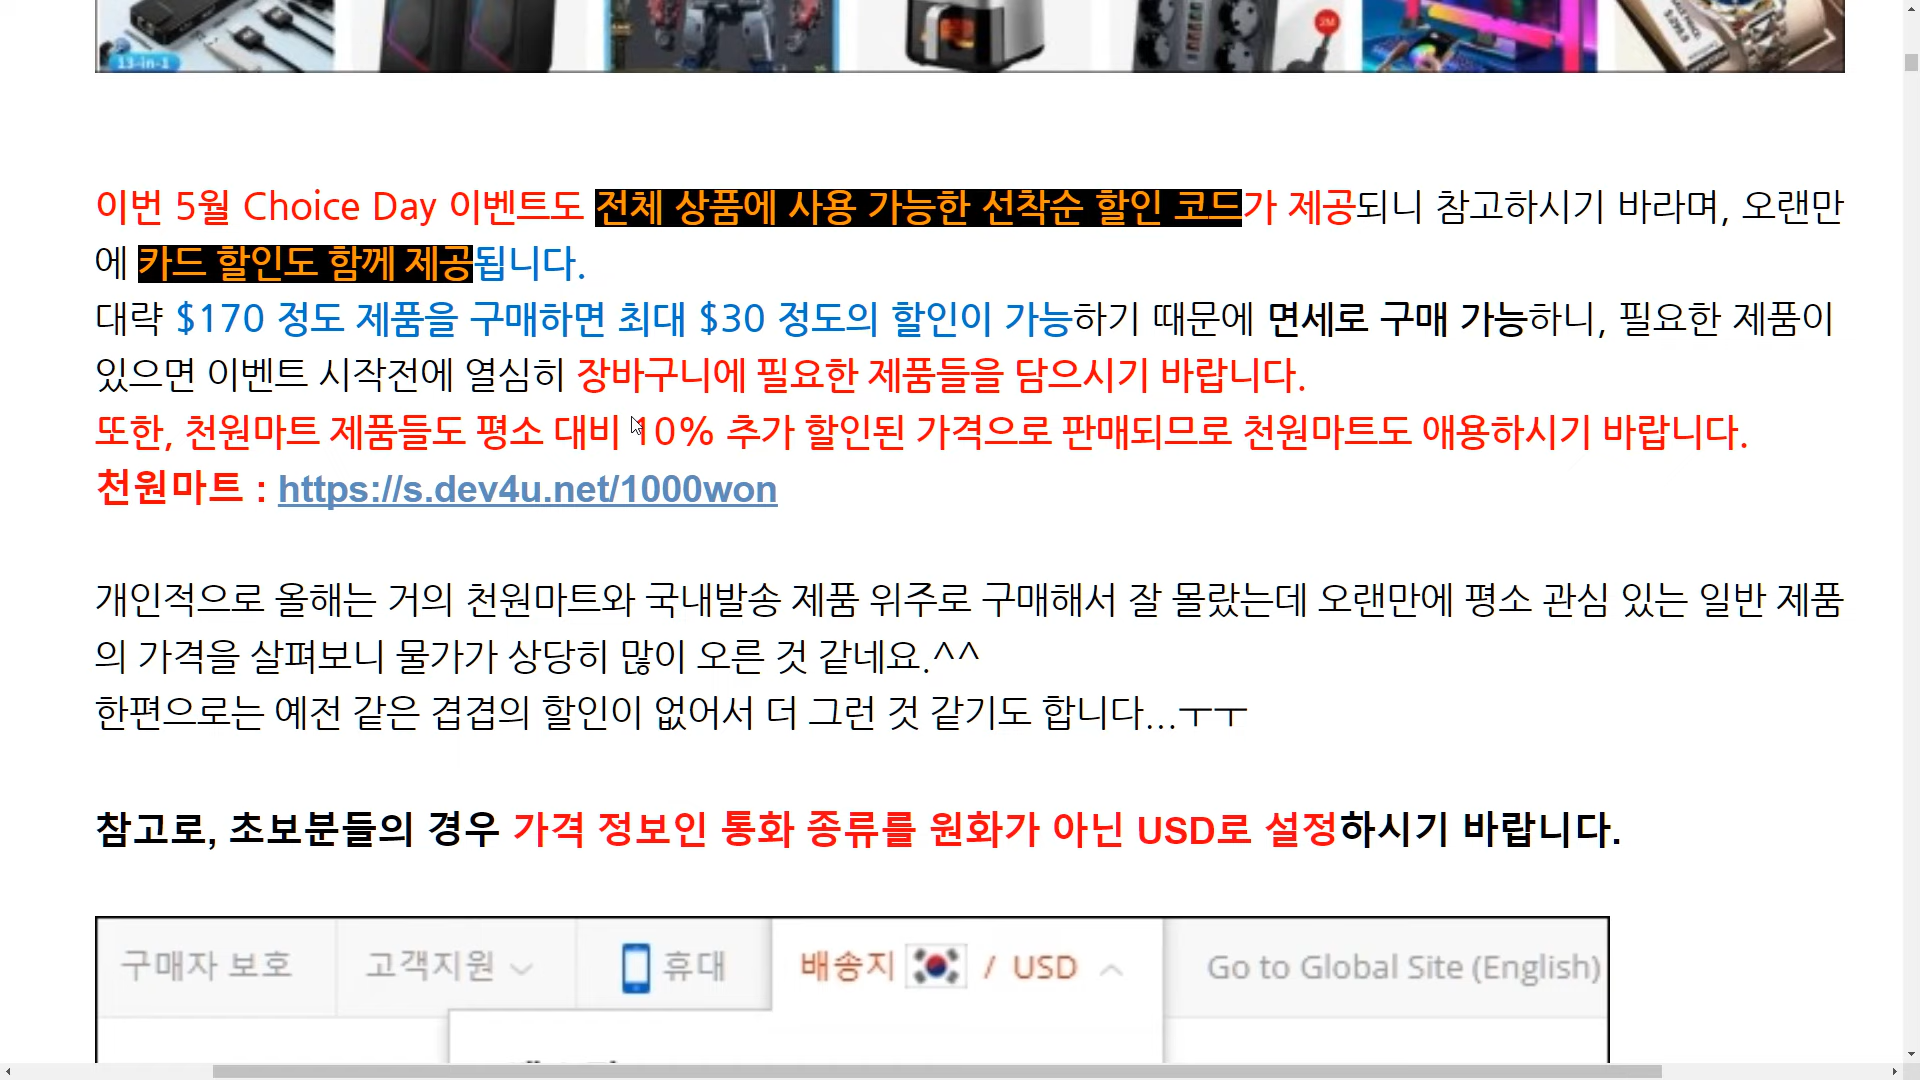 13-in-1
2M
이번 5월 Choice Day 이벤트도 전체 상품에 사용 가능한 선착순 할인 코드가 제공되니 참고하시기 바라며, 오랜만
에 카드 할인도 함께 제공됩니다.
대략 $170 정도 제품을 구매하면 최대 $30 정도의 할인이 가능하기 때문에 면세로 구매 가능하니, 필요한 제품이
있으면 이벤트 시작전에 열심히 장바구니에 필요한 제품들을 담으시기 바랍니다.
또한, 천원마트 제품들도 평소 대비 10% 추가 할인된 가격으로 판매되므로 천원마트도 애용하시기 바랍니다.
천원마트 : https://s.dev4u.net/1000won
개인적으로 올해는 거의 천원마트와 국내발송 제품 위주로 구매해서 잘 몰랐는데 오랜만에 평소 관심 있는 일반 제품
의 가격을 살펴보니 물가가 상당히 많이 오른 것 같네요.^^
한편으로는 예전 같은 겹겹의 할인이 없어서 더 그런 것 같기도 합니다...ㅜㅜ
참고로, 초보분들의 경우 가격 정보인 통화 종류를 원화가 아닌 USD로 설정하시기 바랍니다.
구매자 보호 고객지원 휴대 배송지 / USD Go to Global Site (English)